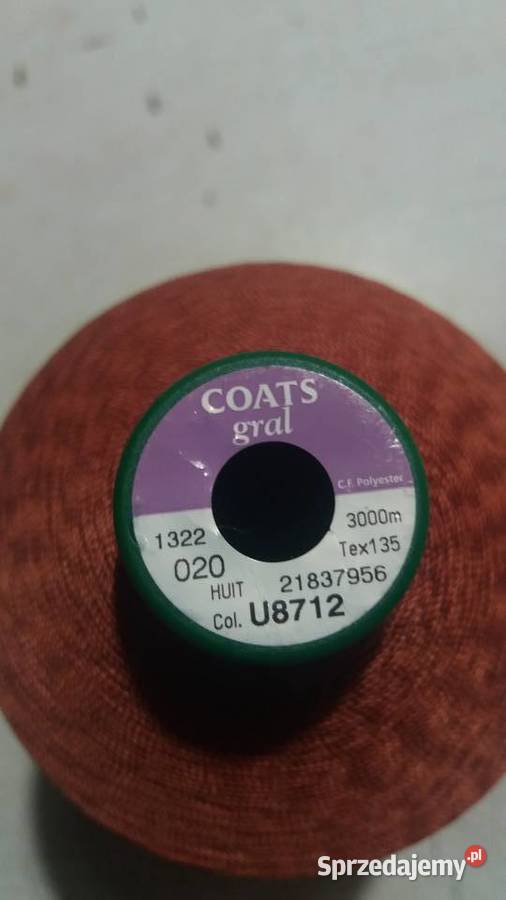 COATS
gral
C.F. Polyester
1322 3000m
020 Tex135
HUIT 21837956
Col. U8712
Sprzedajemy.pl